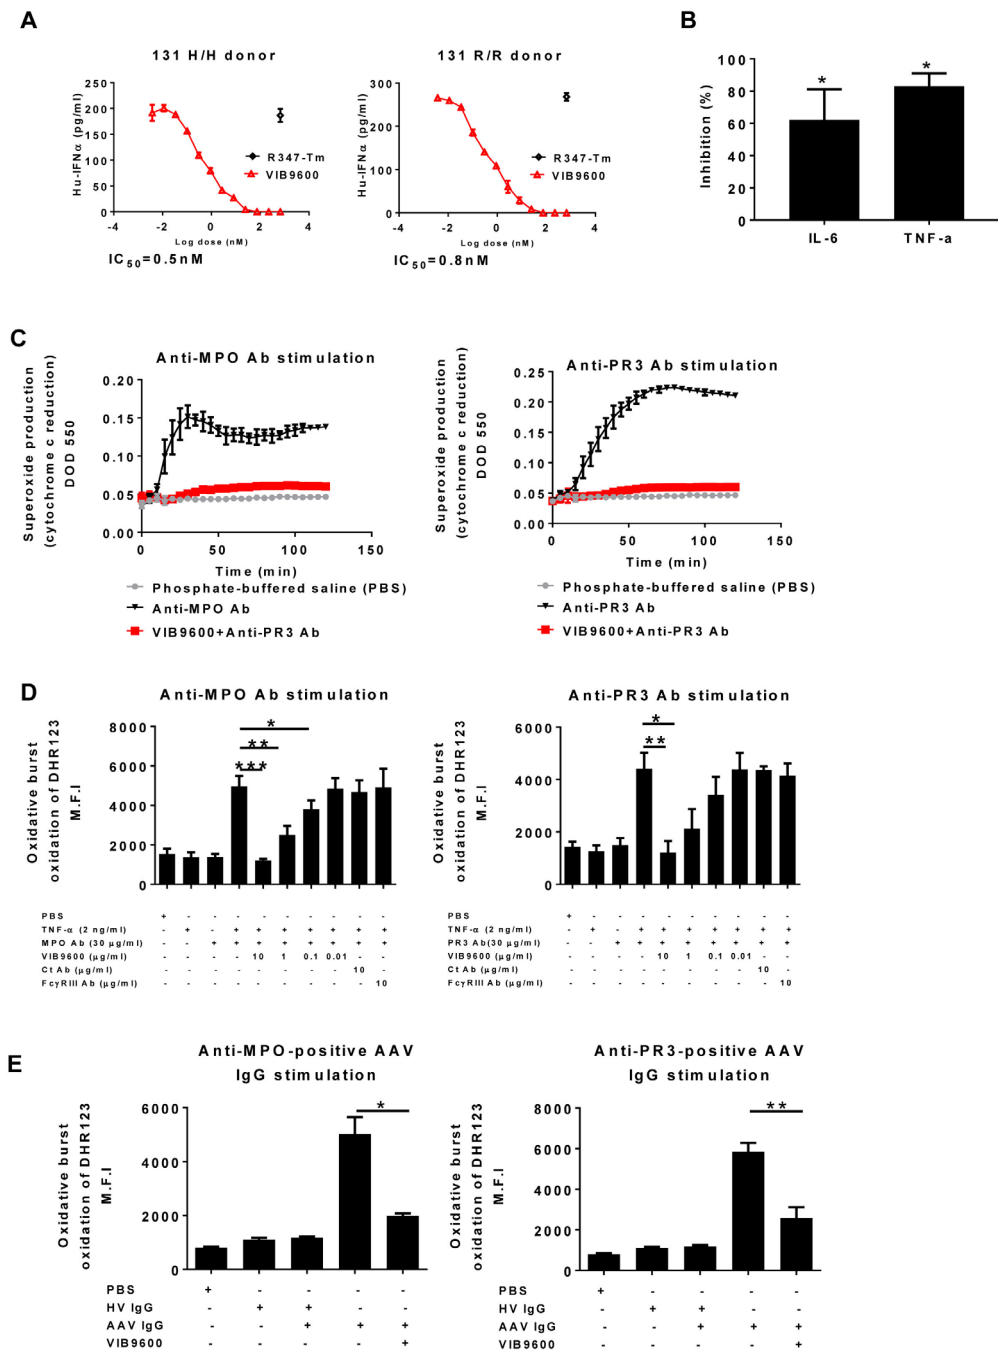 A
B
131 H/H donor
131 R/R donor
Hu-IFNα (pg/ml)
250
200
150
100
50
0
-4
-2
0
2
4
Log dose (nM)
R347-Tm
VIB9600
IC50=0.5nM
Hu-IFNα (pg/ml)
300
200
100
0
-4
-2
0
2
4
Log dose (nM)
R347-Tm
VIB9600
IC50=0.8nM
Inhibition (%)
100
80
60
40
20
0
*
*
IL-6
TNF-a
C
Anti-MPO Ab stimulation
Superoxide production
(cytochrome c reduction)
DOD 550
0.20
0.15
0.10
0.05
0.00
0
50
100
150
Time (min)
Phosphate-buffered saline (PBS)
Anti-MPO Ab
VIB9600+Anti-PR3 Ab
Anti-PR3 Ab stimulation
Superoxide production
(cytochrome c reduction)
DOD 550
0.25
0.20
0.15
0.10
0.05
0.00
0
50
100
150
Time (min)
Phosphate-buffered saline (PBS)
Anti-PR3 Ab
VIB9600+Anti-PR3 Ab
D
Anti-MPO Ab stimulation
Oxidative burst
oxidation of DHR123
M.F.I
8000
6000
4000
2000
0
*
**
***
PBS + - - - - - - - - -
TNF-α (2 ng/ml) - + - + + + + + + +
MPO Ab (30 µg/ml) - - + + + + + + + +
VIB9600 (µg/ml) - - - - 10 1 0.1 0.01 - -
Ct Ab (µg/ml) - - - - - - - - 10 -
FcγRIII Ab (µg/ml) - - - - - - - - - 10
Anti-PR3 Ab stimulation
Oxidative burst
oxidation of DHR123
M.F.I
6000
4000
2000
0
*
**
PBS + - - - - - - - - -
TNF-α (2 ng/ml) - + - + + + + + + +
PR3 Ab(30 µg/ml) - - + + + + + + + +
VIB9600 (µg/ml) - - - - 10 1 0.1 0.01 - -
Ct Ab (µg/ml) - - - - - - - - 10 -
FcγRIII Ab (µg/ml) - - - - - - - - - 10
E
Anti-MPO-positive AAV
IgG stimulation
Oxidative burst
oxidation of DHR123
M.F.I
6000
4000
2000
0
*
PBS + - - - -
HV IgG - + + - -
AAV IgG - - + + +
VIB9600 - - - - +
Anti-PR3-positive AAV
IgG stimulation
Oxidative burst
oxidation of DHR123
M.F.I
8000
6000
4000
2000
0
**
PBS + - - - -
HV IgG - + + - -
AAV IgG - - + + +
VIB9600 - - - - +